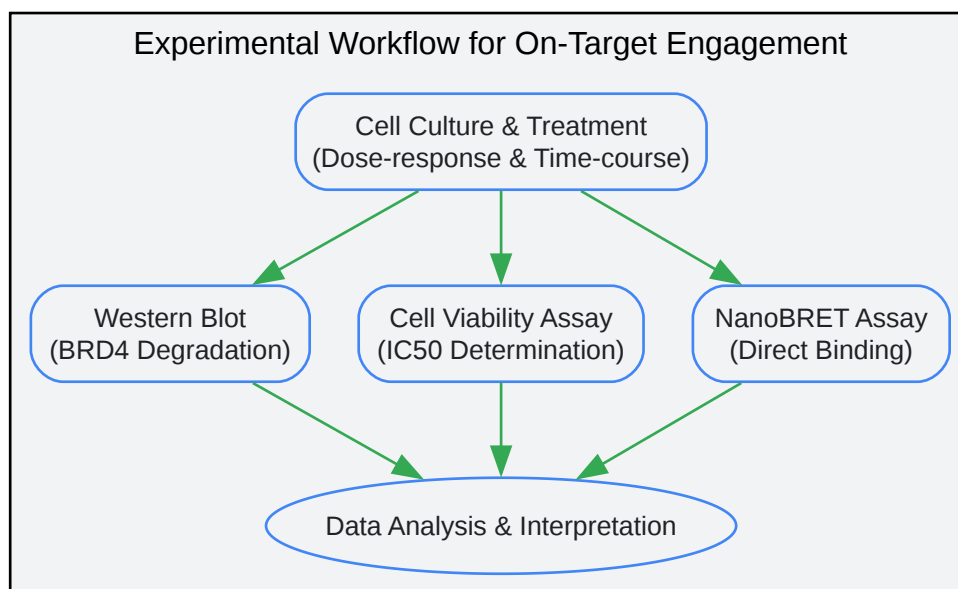 Experimental Workflow for On-Target Engagement
Cell Culture & Treatment
(Dose-response & Time-course)
Western Blot
(BRD4 Degradation)
Cell Viability Assay
(IC50 Determination)
NanoBRET Assay
(Direct Binding)
Data Analysis & Interpretation